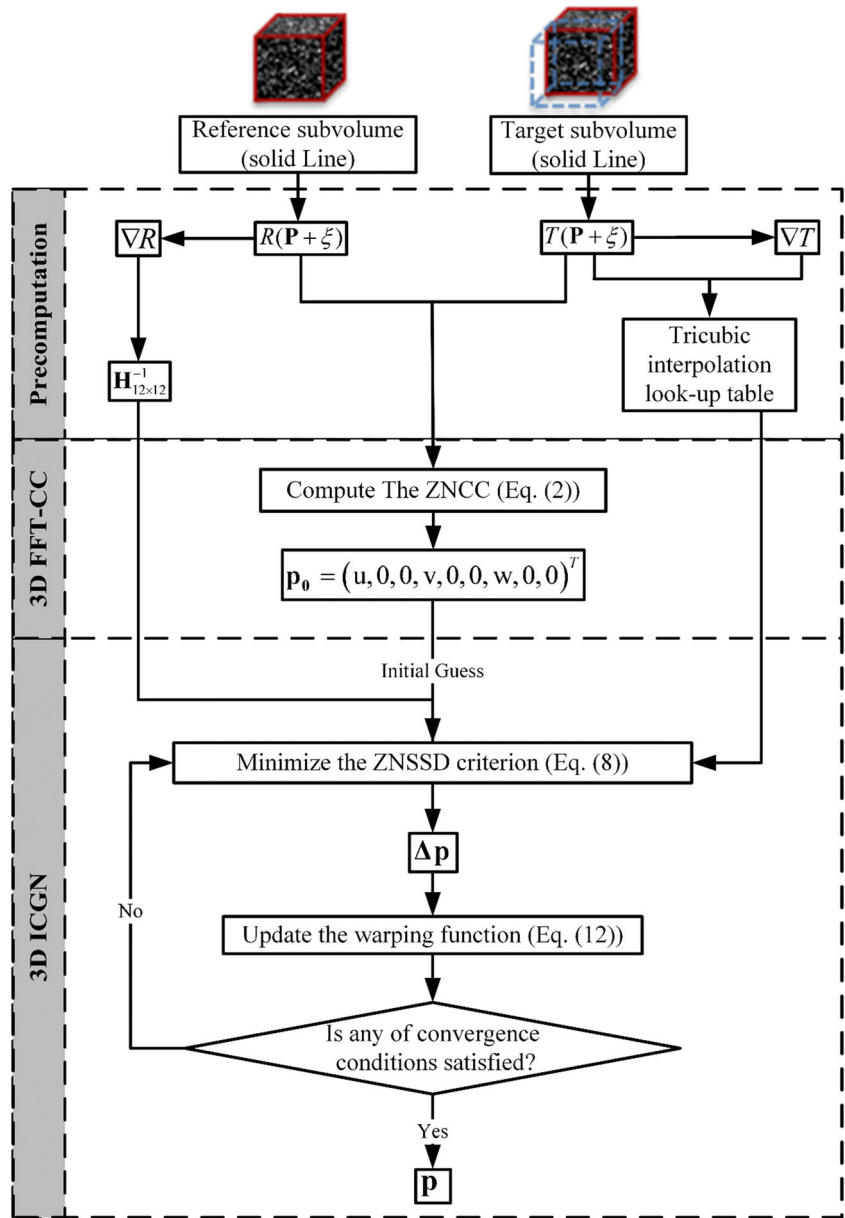 Reference subvolume
(solid Line)
Target subvolume
(solid Line)
Precomputation
∇R
R(P + ξ)
T(P + ξ)
∇T
H⁻¹₁₂ₓ₁₂
Tricubic
interpolation
look-up table
3D FFT-CC
Compute The ZNCC (Eq. (2))
p₀ = (u, 0, 0, v, 0, 0, w, 0, 0)ᵀ
3D ICGN
Initial Guess
Minimize the ZNSSD criterion (Eq. (8))
Δp
No
Update the warping function (Eq. (12))
Is any of convergence
conditions satisfied?
Yes
p